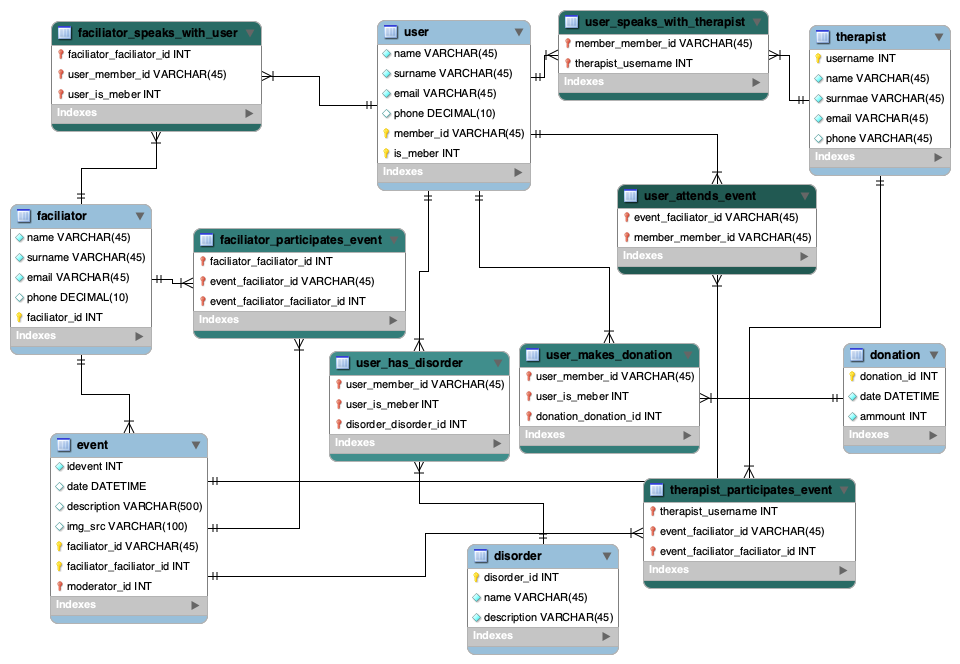 faciliator_speaks_with_user
faciliator_faciliator_id INT
user_member_id VARCHAR(45)
user_is_meber INT
Indexes
user
name VARCHAR(45)
surname VARCHAR(45)
email VARCHAR(45)
phone DECIMAL(10)
member_id VARCHAR(45)
is_meber INT
Indexes
user_speaks_with_therapist
member_member_id VARCHAR(45)
therapist_username INT
Indexes
therapist
username INT
name VARCHAR(45)
surnmae VARCHAR(45)
email VARCHAR(45)
phone VARCHAR(45)
Indexes
user_attends_event
event_faciliator_id VARCHAR(45)
member_member_id VARCHAR(45)
Indexes
faciliator
name VARCHAR(45)
surname VARCHAR(45)
email VARCHAR(45)
phone DECIMAL(10)
faciliator_id INT
Indexes
faciliator_participates_event
faciliator_faciliator_id INT
event_faciliator_id VARCHAR(45)
event_faciliator_faciliator_id INT
Indexes
user_has_disorder
user_member_id VARCHAR(45)
user_is_meber INT
disorder_disorder_id INT
Indexes
user_makes_donation
user_member_id VARCHAR(45)
user_is_meber INT
donation_donation_id INT
Indexes
donation
donation_id INT
date DATETIME
ammount INT
Indexes
event
idevent INT
date DATETIME
description VARCHAR(500)
img_src VARCHAR(100)
faciliator_id VARCHAR(45)
faciliator_faciliator_id INT
moderator_id INT
Indexes
therapist_participates_event
therapist_username INT
event_faciliator_id VARCHAR(45)
event_faciliator_faciliator_id INT
Indexes
disorder
disorder_id INT
name VARCHAR(45)
description VARCHAR(45)
Indexes